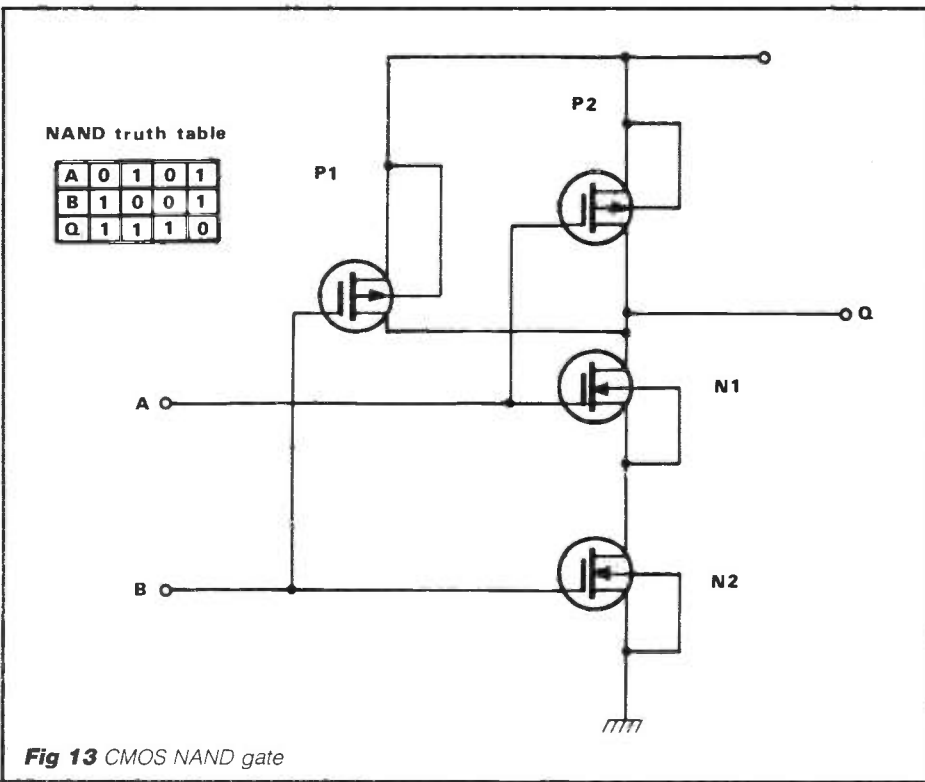 NAND truth table
A 0 1 0 1
B 1 0 0 1
Q 1 1 1 0
P1
P2
Q
N1
A
B
N2
Fig 13 CMOS NAND gate